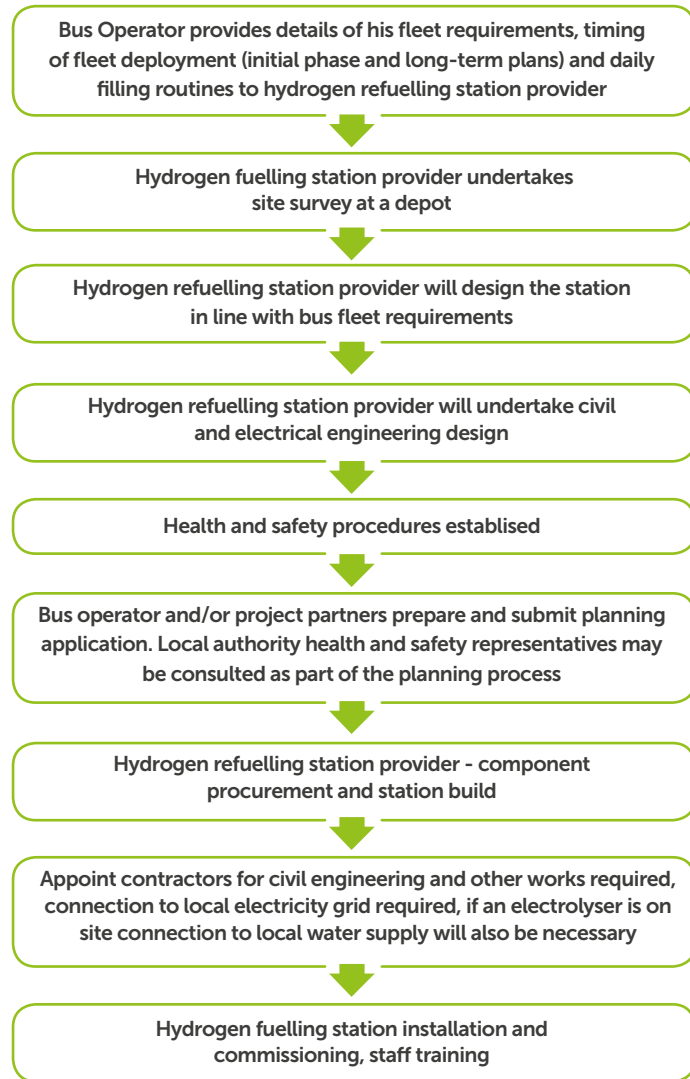 Bus Operator provides details of his fleet requirements, timing
of fleet deployment (initial phase and long-term plans) and daily
filling routines to hydrogen refuelling station provider
Hydrogen fuelling station provider undertakes
site survey at a depot
Hydrogen refuelling station provider will design the station
in line with bus fleet requirements
Hydrogen refuelling station provider will undertake civil
and electrical engineering design
Health and safety procedures establised
Bus operator and/or project partners prepare and submit planning
application. Local authority health and safety representatives may
be consulted as part of the planning process
Hydrogen refuelling station provider - component
procurement and station build
Appoint contractors for civil engineering and other works required,
connection to local electricity grid required, if an electrolyser is on
site connection to local water supply will also be necessary
Hydrogen fuelling station installation and
commissioning, staff training